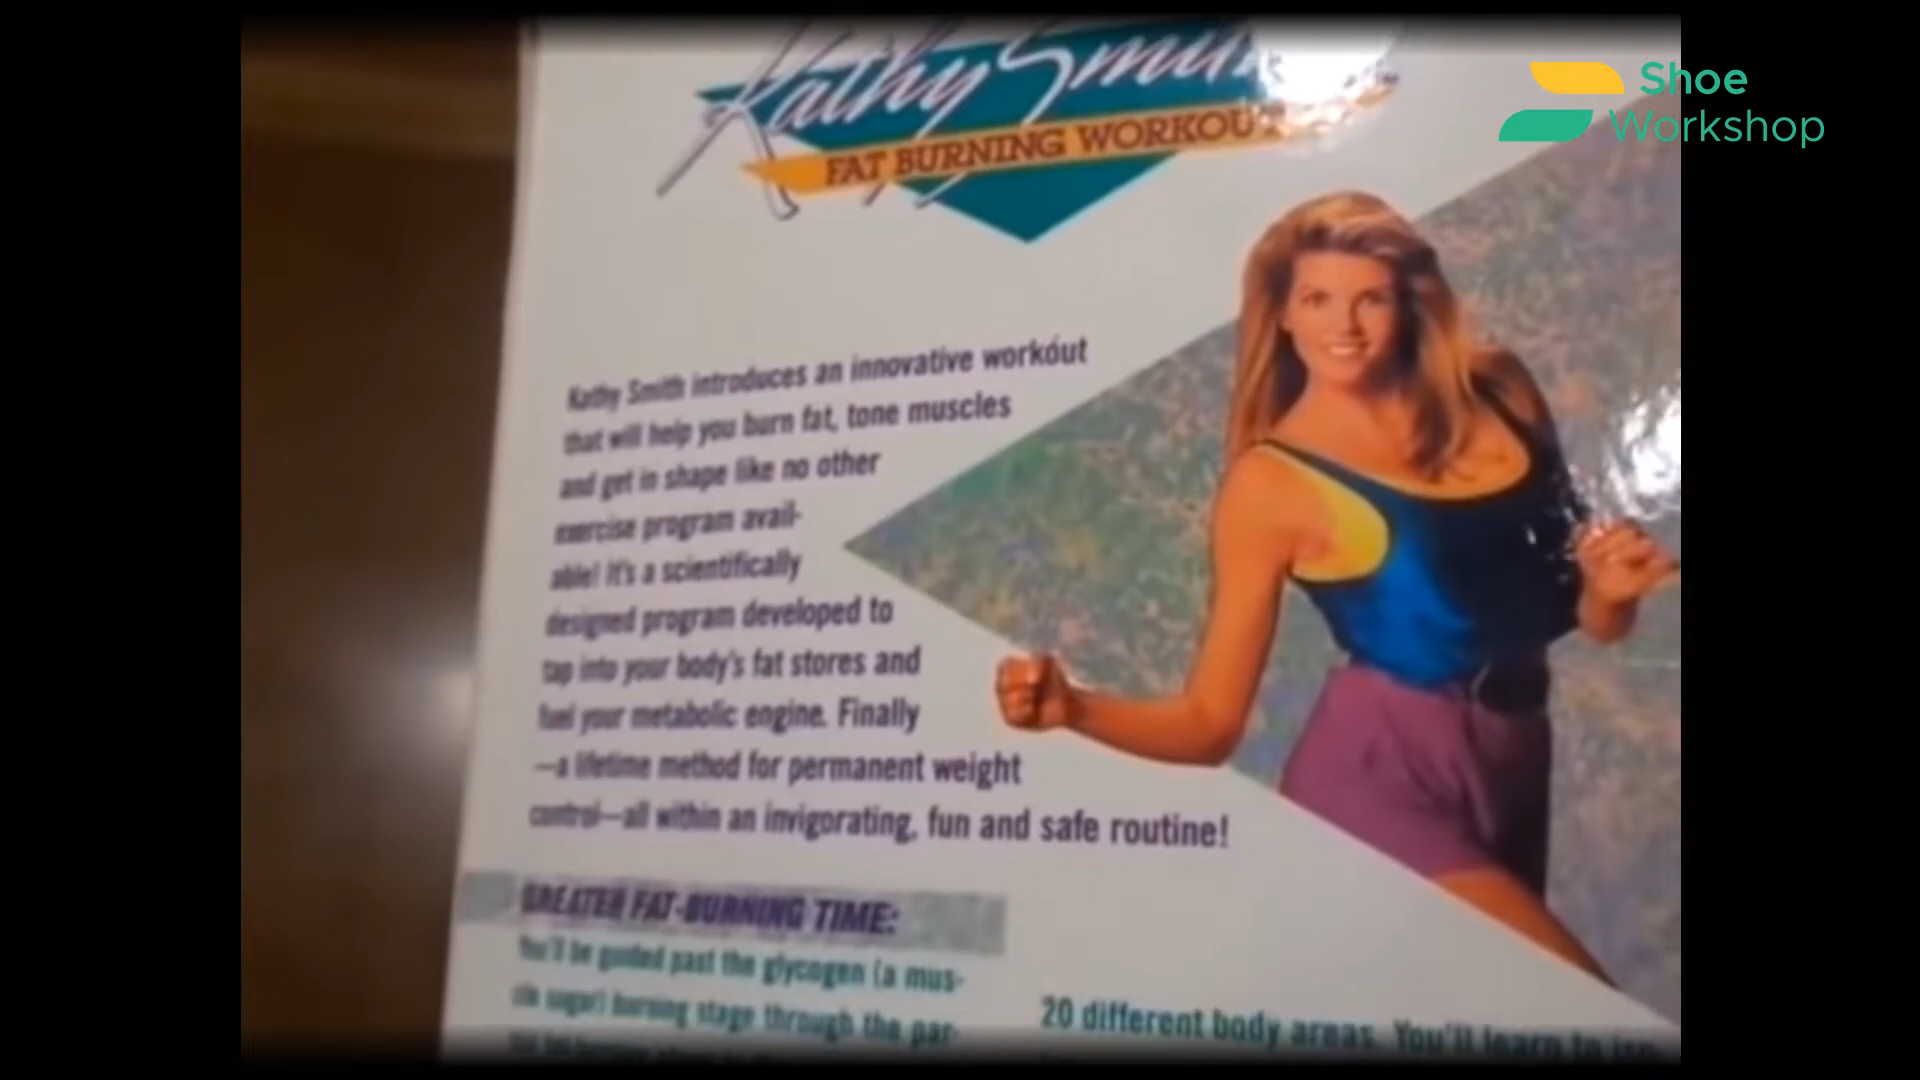 Kathy Smith
FAT BURNING WORKOUT
Shoe
Workshop
Kathy Smith introduces an innovative workout
that will help you burn fat, tone muscles
and get in shape like no other
exercise program avail-
able! It's a scientifically
designed program developed to
tap into your body's fat stores and
fuel your metabolic engine. Finally
—a lifetime method for permanent weight
control—all within an invigorating, fun and safe routine!
GREATER FAT-BURNING TIME:
You'll be guided past the glycogen (a mus-
cle sugar) burning stage through the par-
20 different body areas. You'll learn to